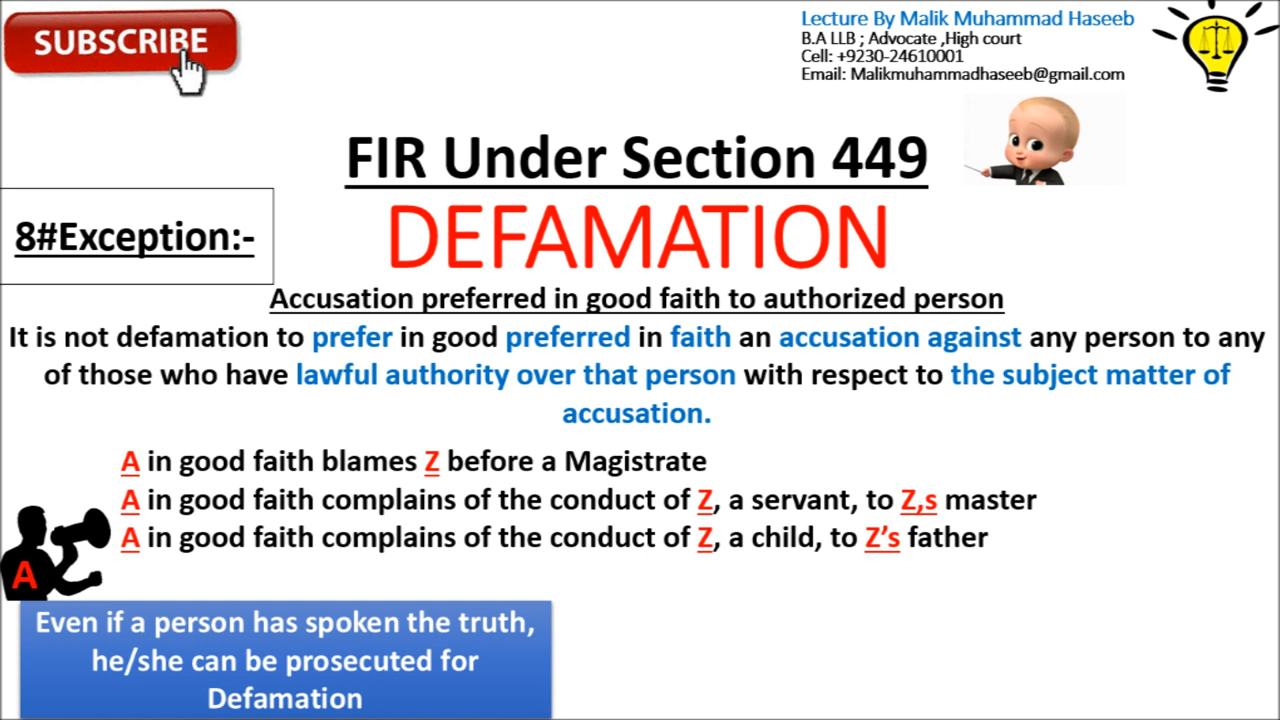 SUBSCRIBE
Lecture By Malik Muhammad Haseeb
B.A LLB ; Advocate ,High court
Cell: +9230-24610001
Email: Malikmuhammadhaseeb@gmail.com
FIR Under Section 449
8#Exception:-
DEFAMATION
Accusation preferred in good faith to authorized person
It is not defamation to prefer in good preferred in faith an accusation against any person to any
of those who have lawful authority over that person with respect to the subject matter of
accusation.
A in good faith blames Z before a Magistrate
A in good faith complains of the conduct of Z, a servant, to Z,s master
A in good faith complains of the conduct of Z, a child, to Z's father
A
Even if a person has spoken the truth,
he/she can be prosecuted for
Defamation